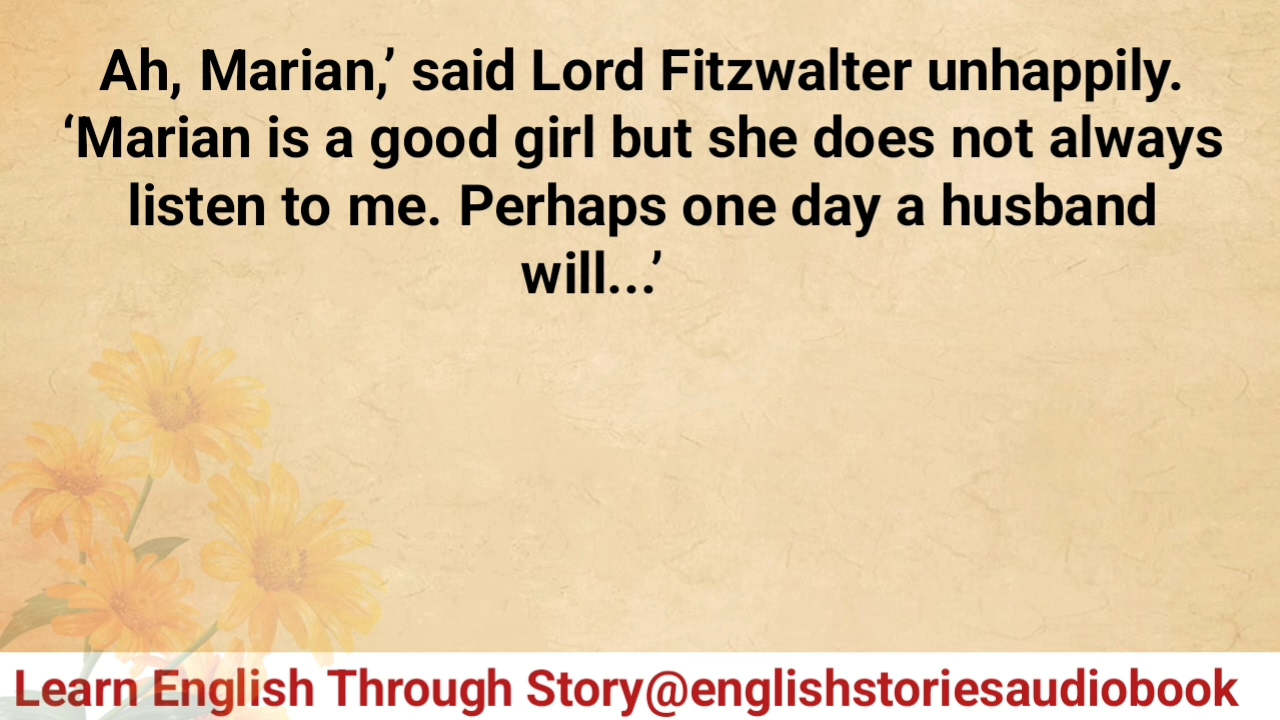 Ah, Marian,’ said Lord Fitzwalter unhappily.
‘Marian is a good girl but she does not always
listen to me. Perhaps one day a husband
will...’
Learn English Through Story@englishstoriesaudiobook